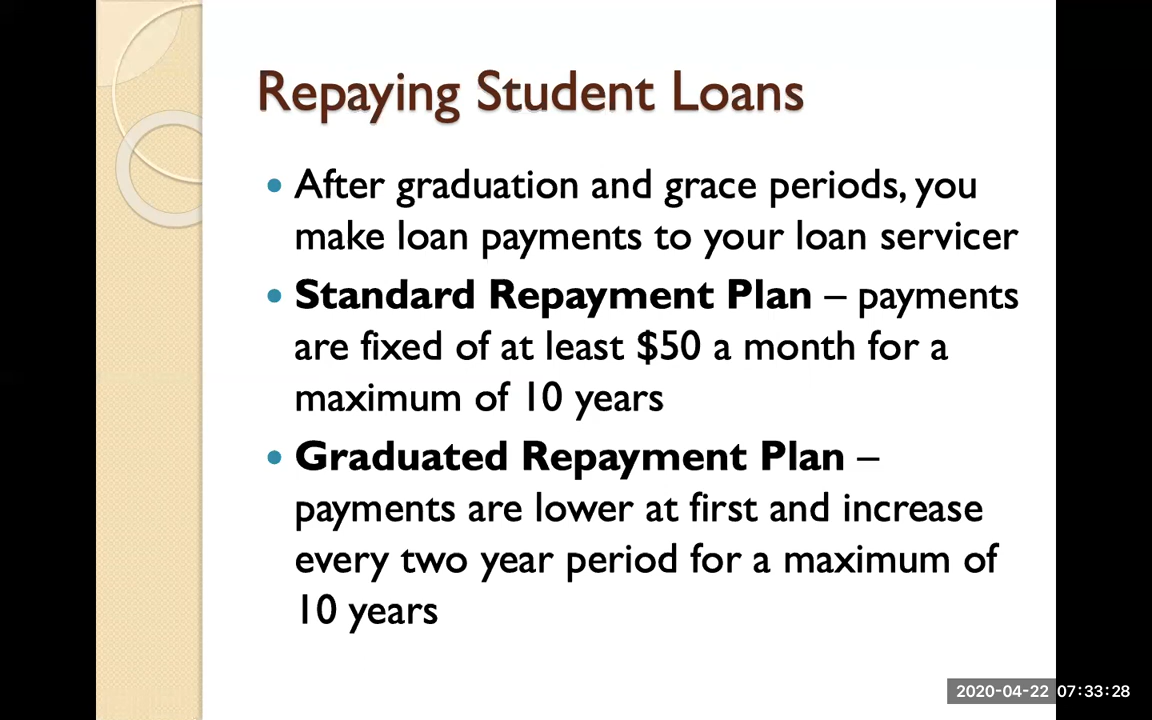 Repaying Student Loans
• After graduation and grace periods, you
make loan payments to your loan servicer
• Standard Repayment Plan – payments
are fixed of at least $50 a month for a
maximum of 10 years
• Graduated Repayment Plan –
payments are lower at first and increase
every two year period for a maximum of
10 years
2020-04-22 07:33:28